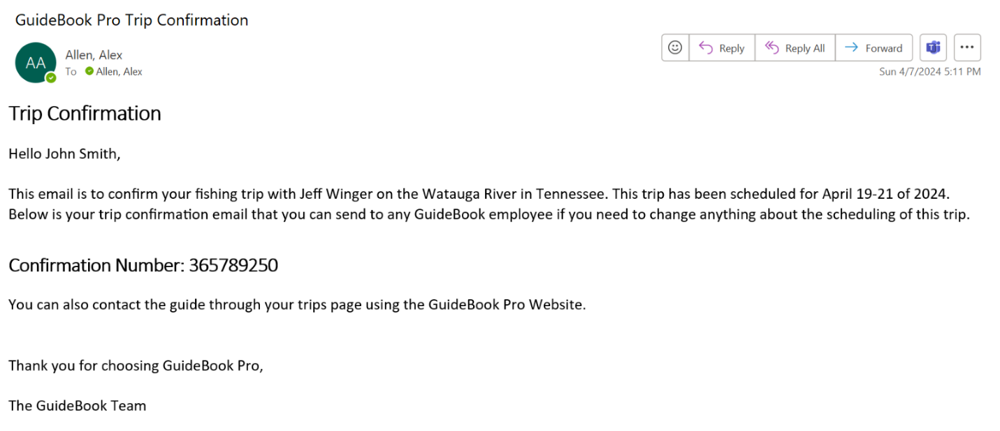 GuideBook Pro Trip Confirmation
AA
Allen, Alex
To Allen, Alex
Reply
Reply All
Forward
Sun 4/7/2024 5:11 PM
Trip Confirmation
Hello John Smith,
This email is to confirm your fishing trip with Jeff Winger on the Watauga River in Tennessee. This trip has been scheduled for April 19-21 of 2024.
Below is your trip confirmation email that you can send to any GuideBook employee if you need to change anything about the scheduling of this trip.
Confirmation Number: 365789250
You can also contact the guide through your trips page using the GuideBook Pro Website.
Thank you for choosing GuideBook Pro,
The GuideBook Team